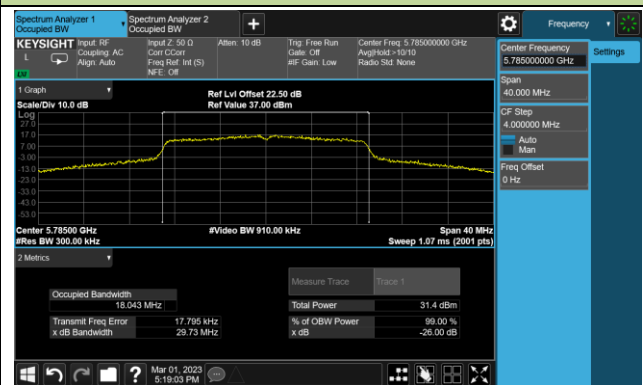 Spectrum Analyzer 1
Occupied BW
Spectrum Analyzer 2
Occupied BW
Frequency
KEYSIGHT
L
Input: RF
Coupling: AC
Align: Auto
Input Z: 50 Ω
Corr CCorr
Freq Ref: Int (S)
NFE: Off
Atten: 10 dB
Trig: Free Run
Gate: Off
#IF Gain: Low
Center Freq: 5.785000000 GHz
Avg|Hold:>10/10
Radio Std: None
Center Frequency
5.785000000 GHz
Settings
Span
40.000 MHz
CF Step
4.000000 MHz
Auto
Man
Freq Offset
0 Hz
1 Graph
Scale/Div 10.0 dB
Ref Lvl Offset 22.50 dB
Ref Value 37.00 dBm
Log
27.0
17.0
7.00
-3.00
-13.0
-23.0
-33.0
-43.0
-53.0
Center 5.78500 GHz
#Res BW 300.00 kHz
#Video BW 910.00 kHz
Span 40 MHz
Sweep 1.07 ms (2001 pts)
2 Metrics
Measure Trace
Trace 1
Occupied Bandwidth
18.043 MHz
Total Power
31.4 dBm
Transmit Freq Error
17.795 kHz
% of OBW Power
99.00 %
x dB Bandwidth
29.73 MHz
x dB
-26.00 dB
?
Mar 01, 2023
5:19:03 PM